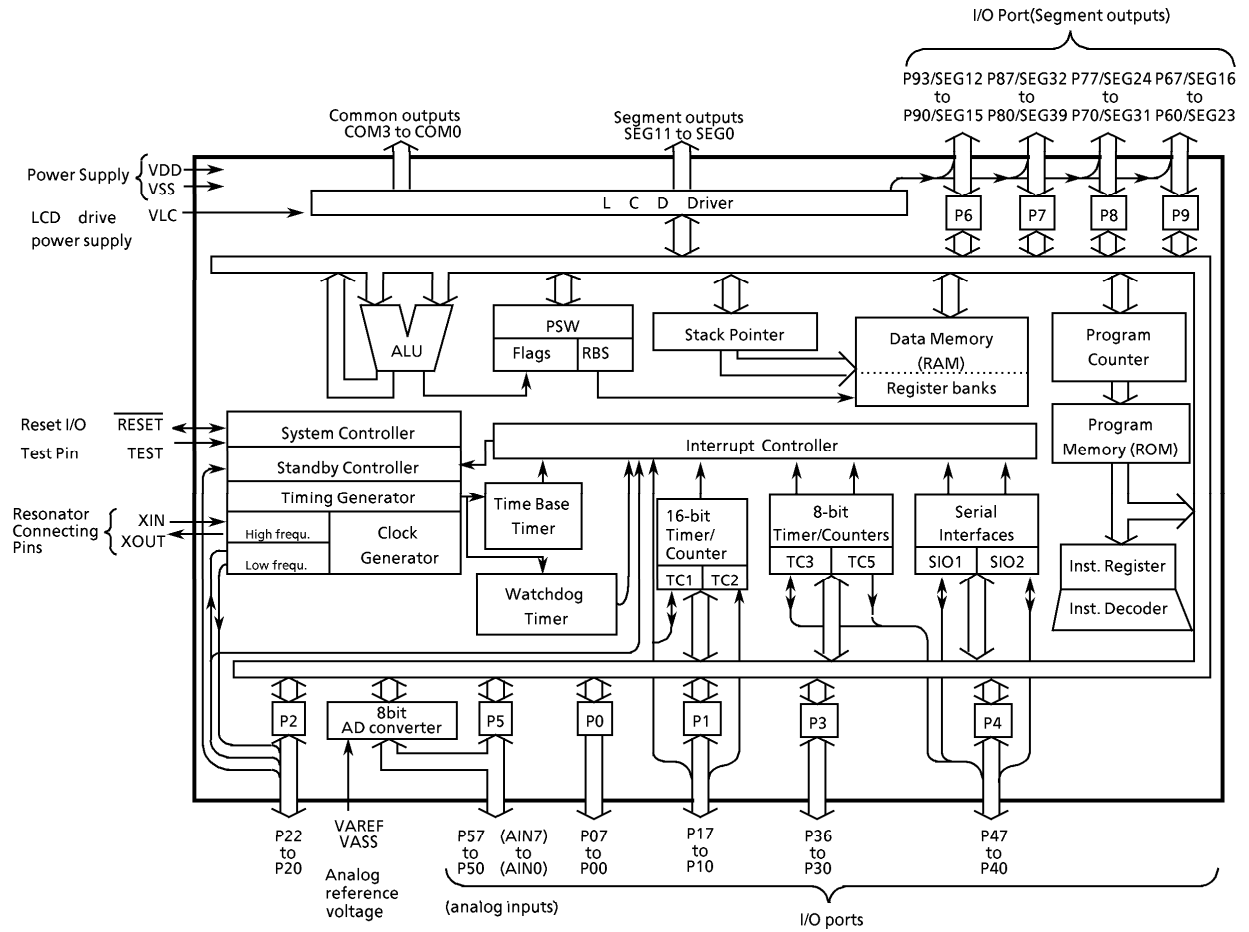 I/O Port(Segment outputs)
P93/SEG12 P87/SEG32 P77/SEG24 P67/SEG16
to to to to
P90/SEG15 P80/SEG39 P70/SEG31 P60/SEG23
Common outputs
COM3 to COM0
Segment outputs
SEG11 to SEG0
Power Supply
VDD
VSS
LCD drive
power supply
VLC
L C D Driver
P6
P7
P8
P9
ALU
PSW
Flags
RBS
Stack Pointer
Data Memory
(RAM)
Register banks
Program
Counter
Program
Memory (ROM)
Reset I/O
RESET
Test Pin
TEST
System Controller
Standby Controller
Timing Generator
High frequ.
Low frequ.
Clock
Generator
Interrupt Controller
Resonator
Connecting
Pins
XIN
XOUT
Time Base
Timer
Watchdog
Timer
16-bit
Timer/
Counter
TC1
TC2
8-bit
Timer/Counters
TC3
TC5
Serial
Interfaces
SIO1
SIO2
Inst. Register
Inst. Decoder
P2
8bit
AD converter
P5
P0
P1
P3
P4
P22
to
P20
VAREF
VASS
Analog
reference
voltage
P57 (AIN7)
to to
P50 (AIN0)
(analog inputs)
P07
to
P00
P17
to
P10
P36
to
P30
P47
to
P40
I/O ports